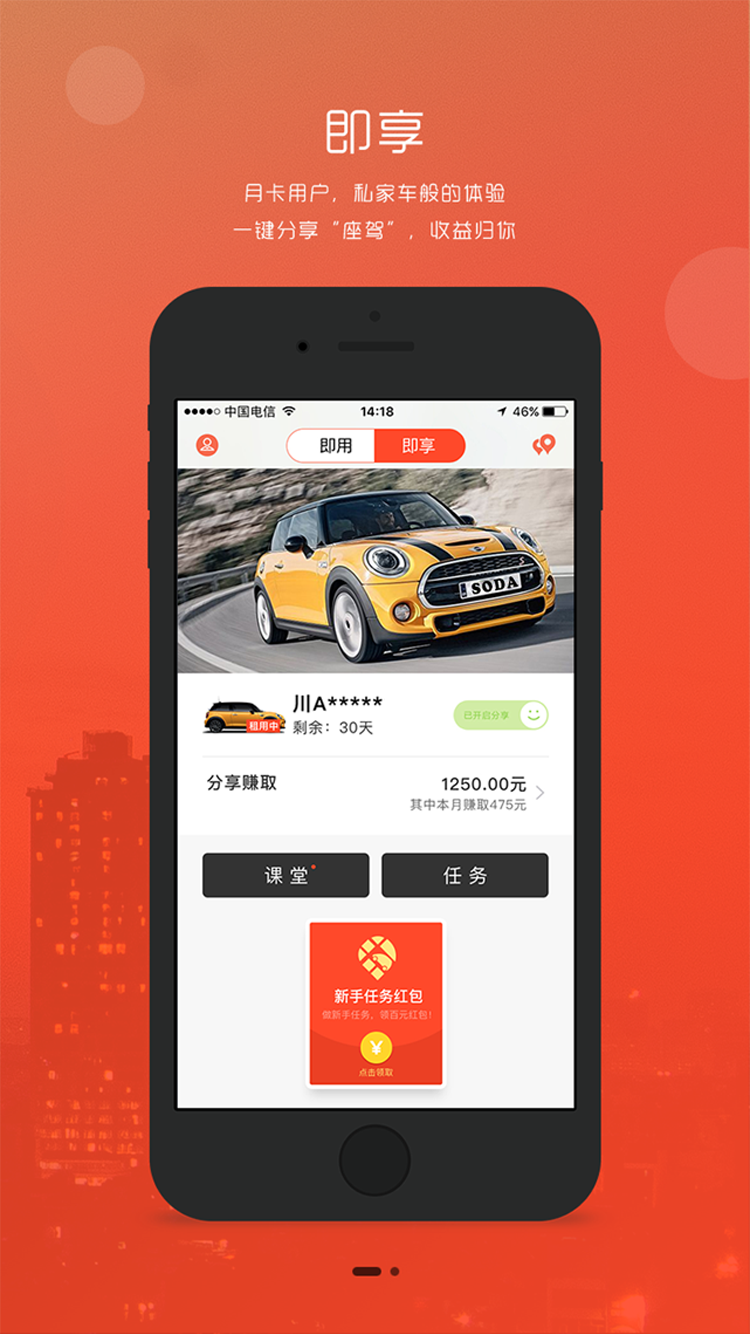 即享
月卡用户，私家车般的体验
一键分享“座驾”，收益归你
中国电信 14:18 46%
即用 即享
SODA
川A*****
租用中
剩余：30天
已开启分享
分享赚取 1250.00元
其中本月赚取475元
课堂 任务
新手任务红包
做新手任务，领百元红包！
¥
点击领取